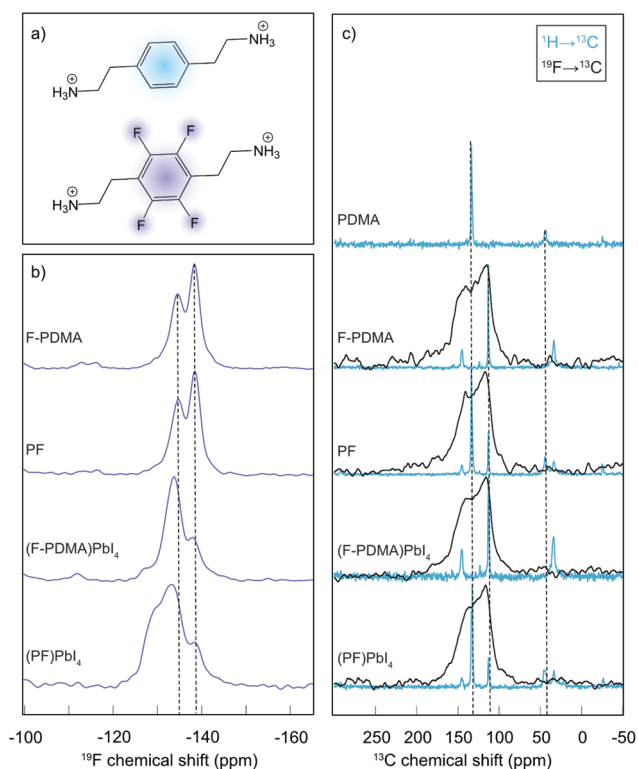 a)
⊕
NH₃
⊕
H₃N
F
F
⊕
NH₃
⊕
H₃N
F
F
b)
F-PDMA
PF
(F-PDMA)PbI₄
(PF)PbI₄
-100
-120
-140
-160
¹⁹F chemical shift (ppm)
c)
¹H→¹³C
¹⁹F→¹³C
PDMA
F-PDMA
PF
(F-PDMA)PbI₄
(PF)PbI₄
250
200
150
100
50
0
-50
¹³C chemical shift (ppm)